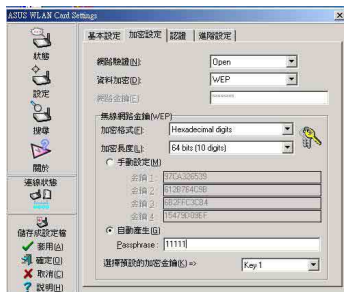 ASUS WLAN Card Settings
基本設定 加密設定 認證 進階設定
狀態
設定
搜尋
關於
連線狀態
儲存成設定檔
套用(A)
確定(O)
取消(C)
說明(H)
網路驗證(N): Open
資料加密(D): WEP
網路金鑰(E) ********
無線網路金鑰(WEP)
加密格式(F): Hexadecimal digits
加密長度(L): 64 bits (10 digits)
手動設定(M)
金鑰 1: 37CA326539
金鑰 2: 612B764C9B
金鑰 3: 6B2FFC3CB4
金鑰 4: 15479D09EF
自動產生(G)
Passphrase: 11111
選擇預設的加密金鑰(K) => Key 1